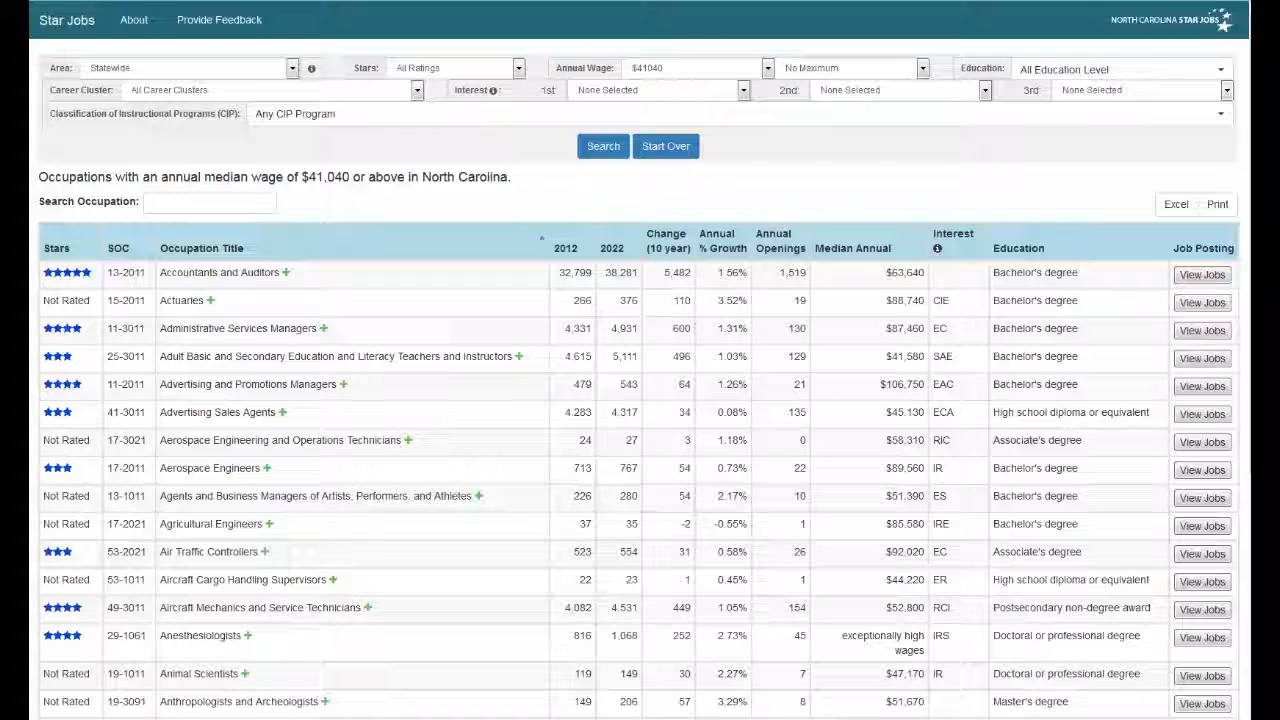 Star Jobs About Provide Feedback NORTH CAROLINA STAR JOBS
Area: Statewide Stars: All Ratings Annual Wage: $41040 No Maximum Education: All Education Level
Career Cluster: All Career Clusters Interest : 1st None Selected 2nd None Selected 3rd None Selected
Classification of Instructional Programs (CIP): Any CIP Program
Search Start Over
Occupations with an annual median wage of $41,040 or above in North Carolina.
Search Occupation: Excel Print
Stars SOC Occupation Title 2012 2022 Change (10 year) Annual % Growth Annual Openings Median Annual Interest Education Job Posting
13-2011 Accountants and Auditors 32,799 38,281 5,482 1.56% 1,519 $63,640 Bachelor's degree View Jobs
Not Rated 15-2011 Actuaries 266 376 110 3.52% 19 $88,740 CIE Bachelor's degree View Jobs
11-3011 Administrative Services Managers 4,331 4,931 600 1.31% 130 $87,460 EC Bachelor's degree View Jobs
25-3011 Adult Basic and Secondary Education and Literacy Teachers and Instructors 4,615 5,111 496 1.03% 129 $41,580 SAE Bachelor's degree View Jobs
11-2011 Advertising and Promotions Managers 479 543 64 1.26% 21 $106,750 EAC Bachelor's degree View Jobs
41-3011 Advertising Sales Agents 4,283 4,317 34 0.08% 135 $45,130 ECA High school diploma or equivalent View Jobs
Not Rated 17-3021 Aerospace Engineering and Operations Technicians 24 27 3 1.18% 0 $58,310 RIC Associate's degree View Jobs
17-2011 Aerospace Engineers 713 767 54 0.73% 22 $89,560 IR Bachelor's degree View Jobs
Not Rated 13-1011 Agents and Business Managers of Artists, Performers, and Athletes 226 280 54 2.17% 10 $51,390 ES Bachelor's degree View Jobs
Not Rated 17-2021 Agricultural Engineers 37 35 -2 -0.55% 1 $85,580 IRE Bachelor's degree View Jobs
53-2021 Air Traffic Controllers 523 554 31 0.58% 26 $92,020 EC Associate's degree View Jobs
Not Rated 53-1011 Aircraft Cargo Handling Supervisors 22 23 1 0.45% 1 $44,220 ER High school diploma or equivalent View Jobs
49-3011 Aircraft Mechanics and Service Technicians 4,082 4,531 449 1.05% 154 $52,800 RCI Postsecondary non-degree award View Jobs
29-1061 Anesthesiologists 816 1,068 252 2.73% 45 exceptionally high wages IRS Doctoral or professional degree View Jobs
Not Rated 19-1011 Animal Scientists 119 149 30 2.27% 7 $47,170 IR Doctoral or professional degree View Jobs
Not Rated 19-3091 Anthropologists and Archeologists 149 206 57 3.29% 8 $51,670 Master's degree View Jobs